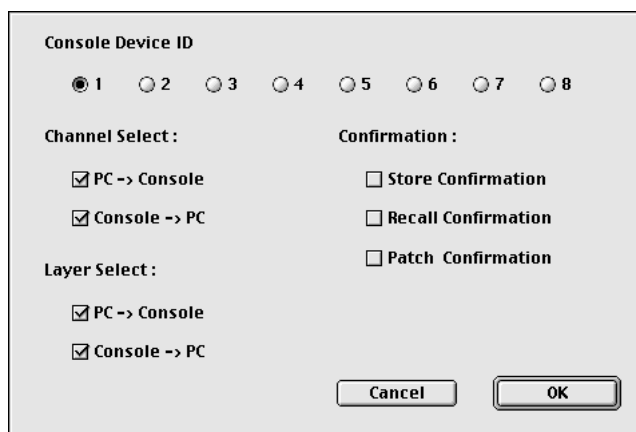 Console Device ID
1 2 3 4 5 6 7 8
Channel Select :
PC -> Console
Console -> PC
Confirmation :
Store Confirmation
Recall Confirmation
Patch Confirmation
Layer Select :
PC -> Console
Console -> PC
Cancel OK